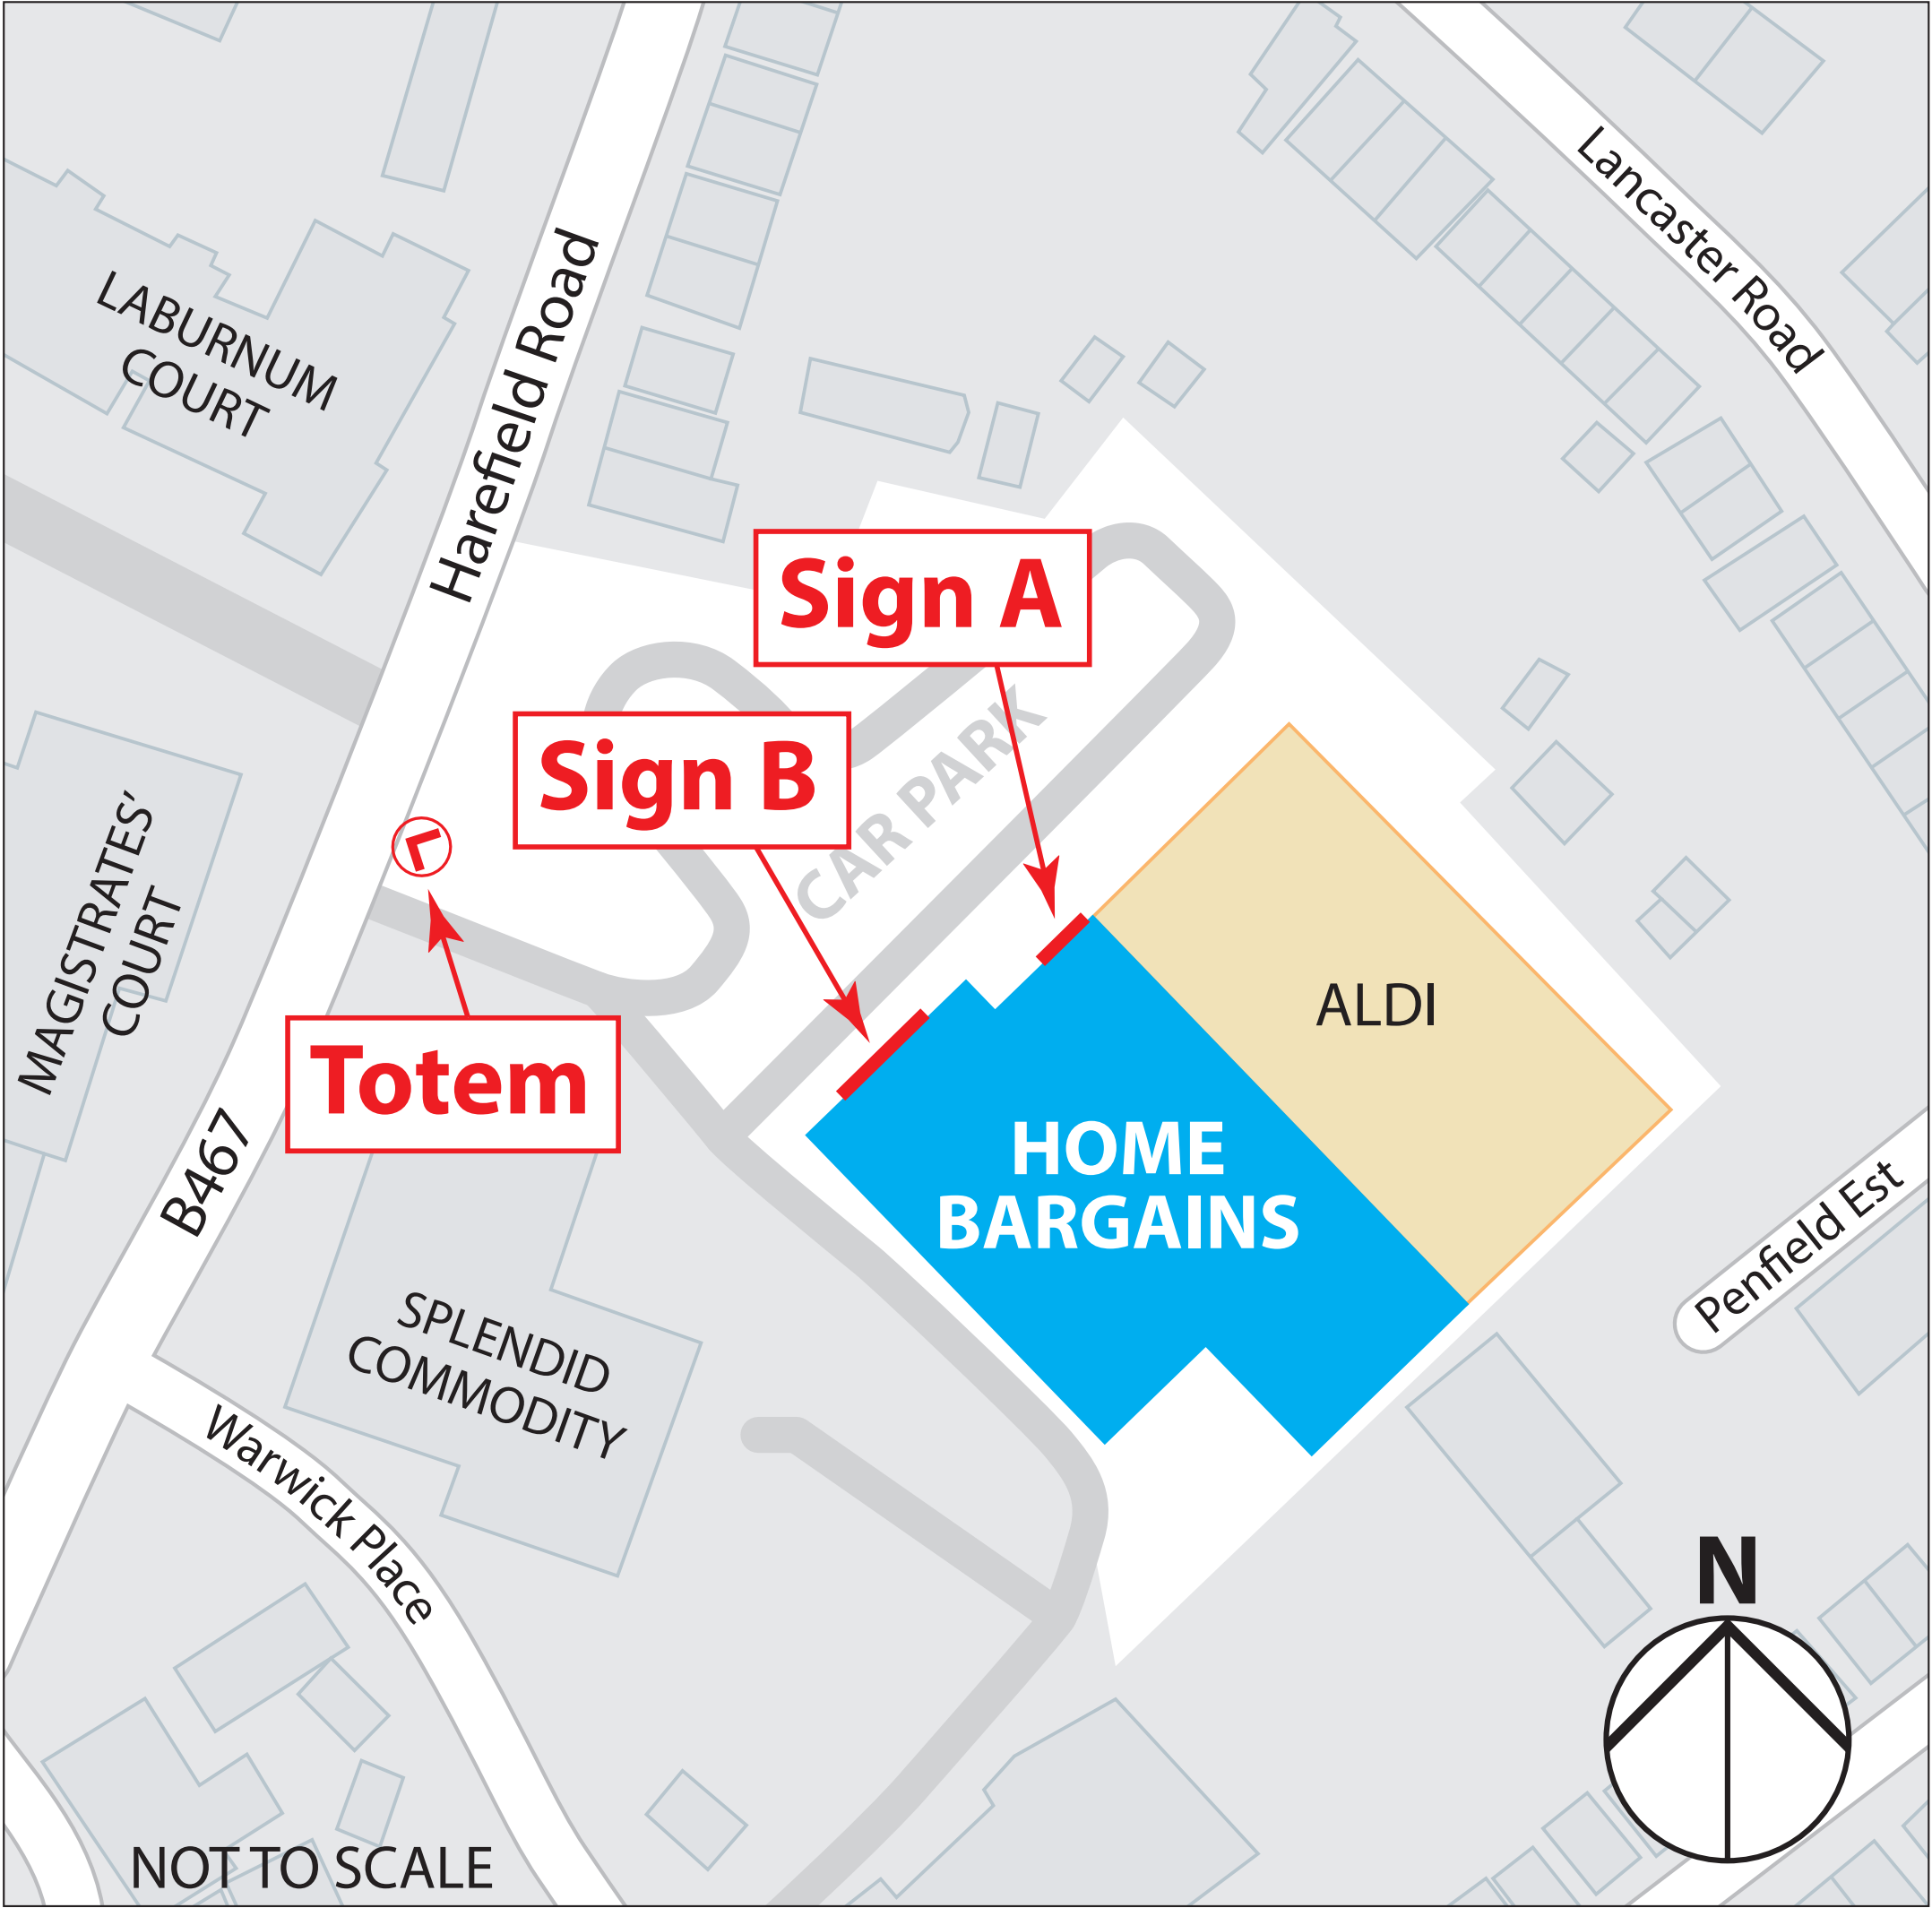 Lancaster Road
Harefield Road
LABURNUM
COURT
Sign A
Sign B
CAR PARK
MAGISTRATES’
COURT
ALDI
Totem
HOME
BARGAINS
B467
Penfield Est
SPLENDID
COMMODITY
Warwick Place
N
NOT TO SCALE